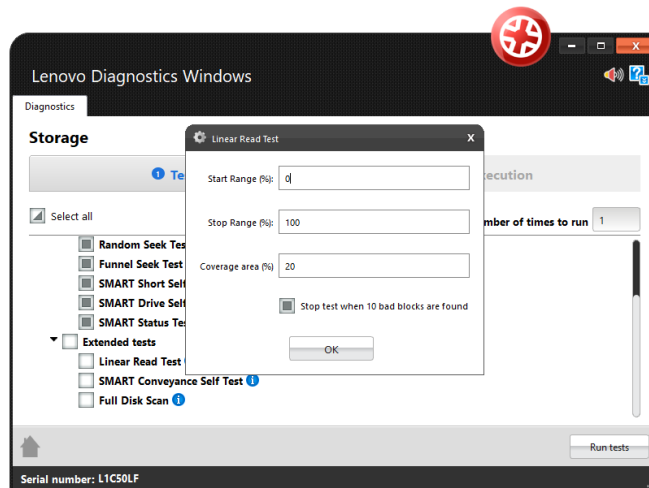 Lenovo Diagnostics Windows
Diagnostics
Storage
Linear Read Test X
1 Te
ecution
Start Range (%): 0
Select all
Stop Range (%): 100
mber of times to run 1
Random Seek Tes
Funnel Seek Test
Coverage area (%) 20
SMART Short Self
SMART Drive Self
Stop test when 10 bad blocks are found
SMART Status Tes
Extended tests
OK
Linear Read Test
SMART Conveyance Self Test
Full Disk Scan
Run tests
Serial number: L1C50LF